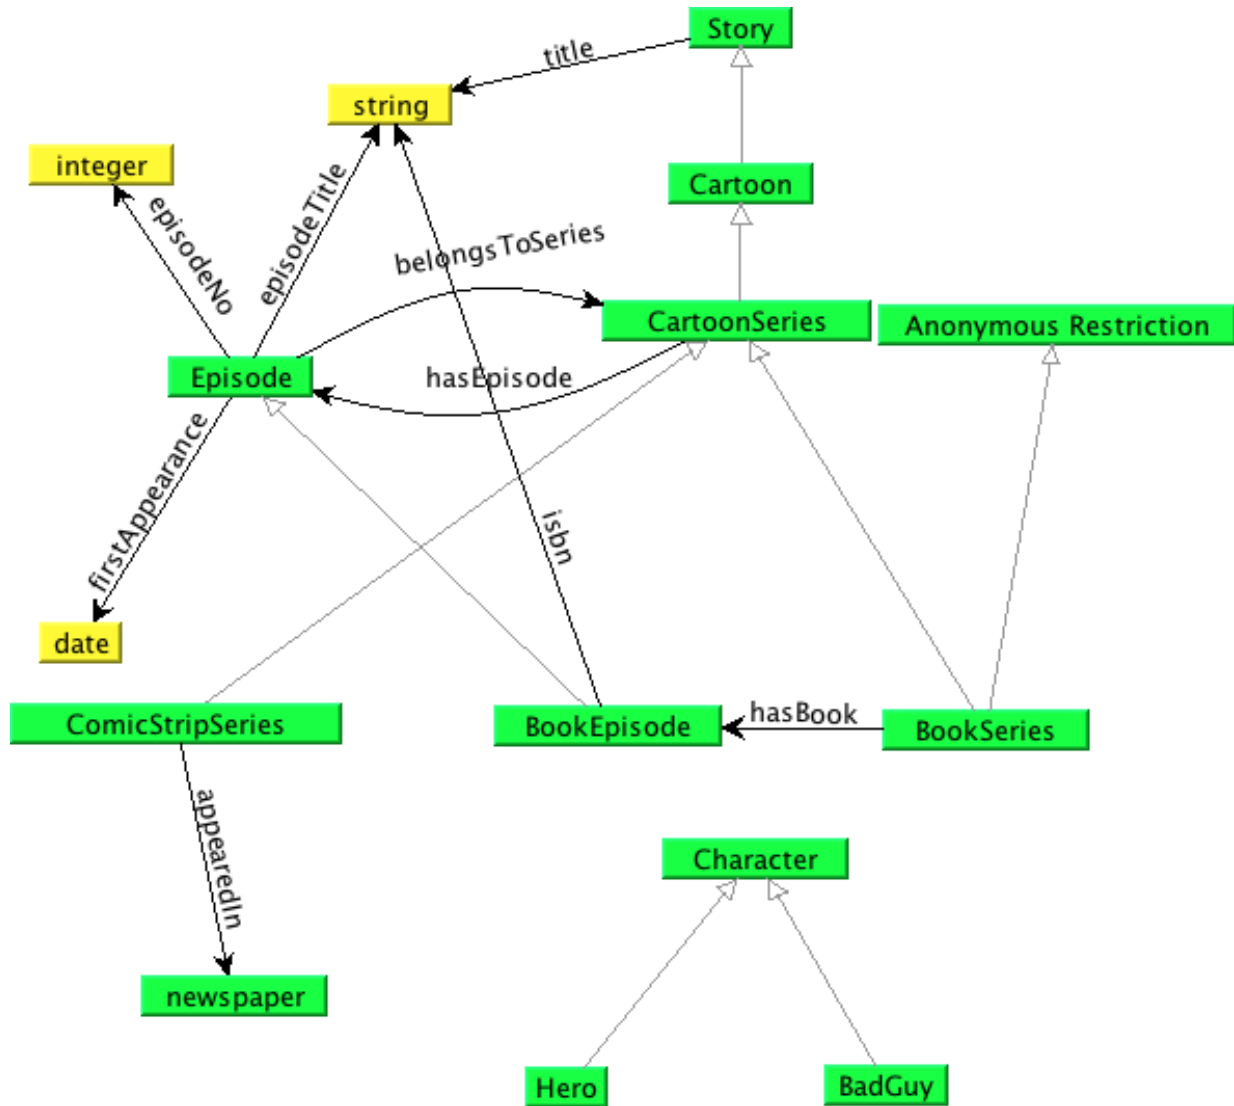 Story
title
string
integer
Cartoon
episodeNo
episodeTitle
belongsToSeries
CartoonSeries
Anonymous Restriction
Episode
hasEpisode
firstAppearance
isbn
date
ComicStripSeries
BookEpisode
hasBook
BookSeries
appearedIn
Character
newspaper
Hero
BadGuy